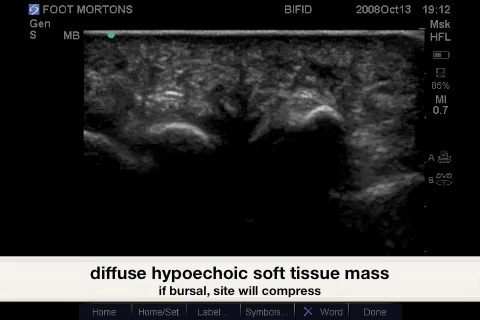 FOOT MORTONS BIFID 2008Oct13 19:12
Gen Msk
S MB HFL
85%
MI
0.7
A
B DVD
diffuse hypoechoic soft tissue mass
if bursal, site will compress
Home Home/Set Label... Symbols... X Word Done